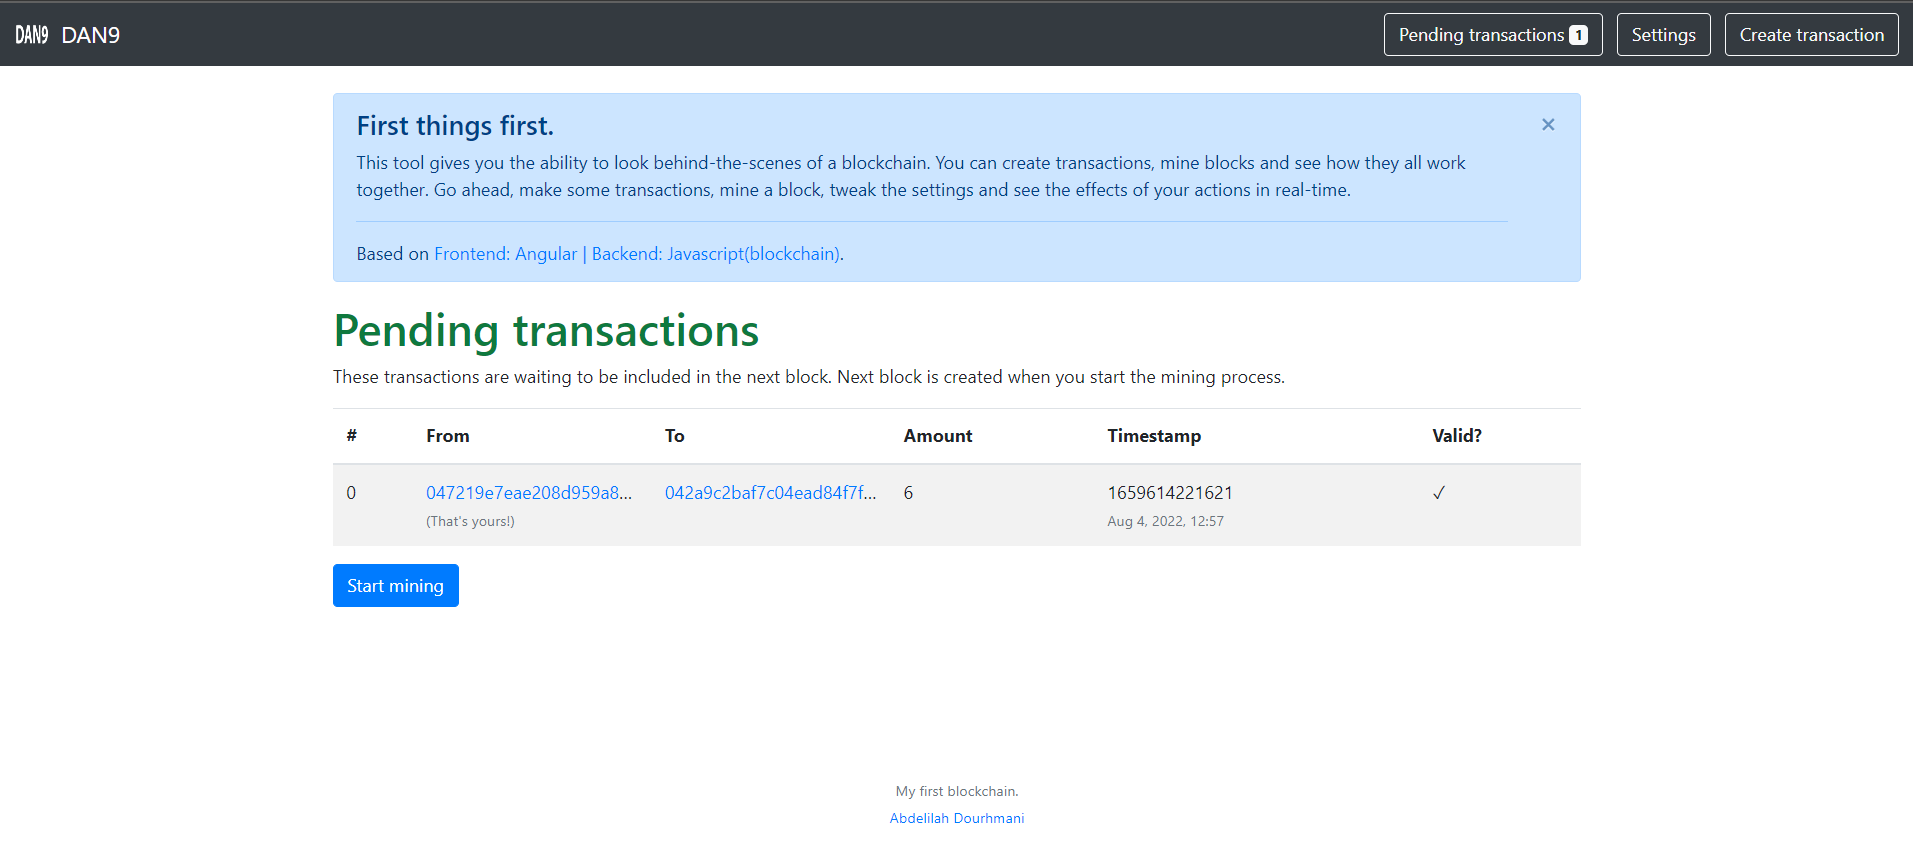 DAN9 DAN9 Pending transactions 1 Settings Create transaction
First things first. ×
This tool gives you the ability to look behind-the-scenes of a blockchain. You can create transactions, mine blocks and see how they all work
together. Go ahead, make some transactions, mine a block, tweak the settings and see the effects of your actions in real-time.
Based on Frontend: Angular | Backend: Javascript(blockchain).
Pending transactions
These transactions are waiting to be included in the next block. Next block is created when you start the mining process.
# From To Amount Timestamp Valid?
0 047219e7eae208d959a8... 042a9c2baf7c04ead84f7f... 6 1659614221621 ✓
(That's yours!) Aug 4, 2022, 12:57
Start mining
My first blockchain.
Abdelilah Dourhmani